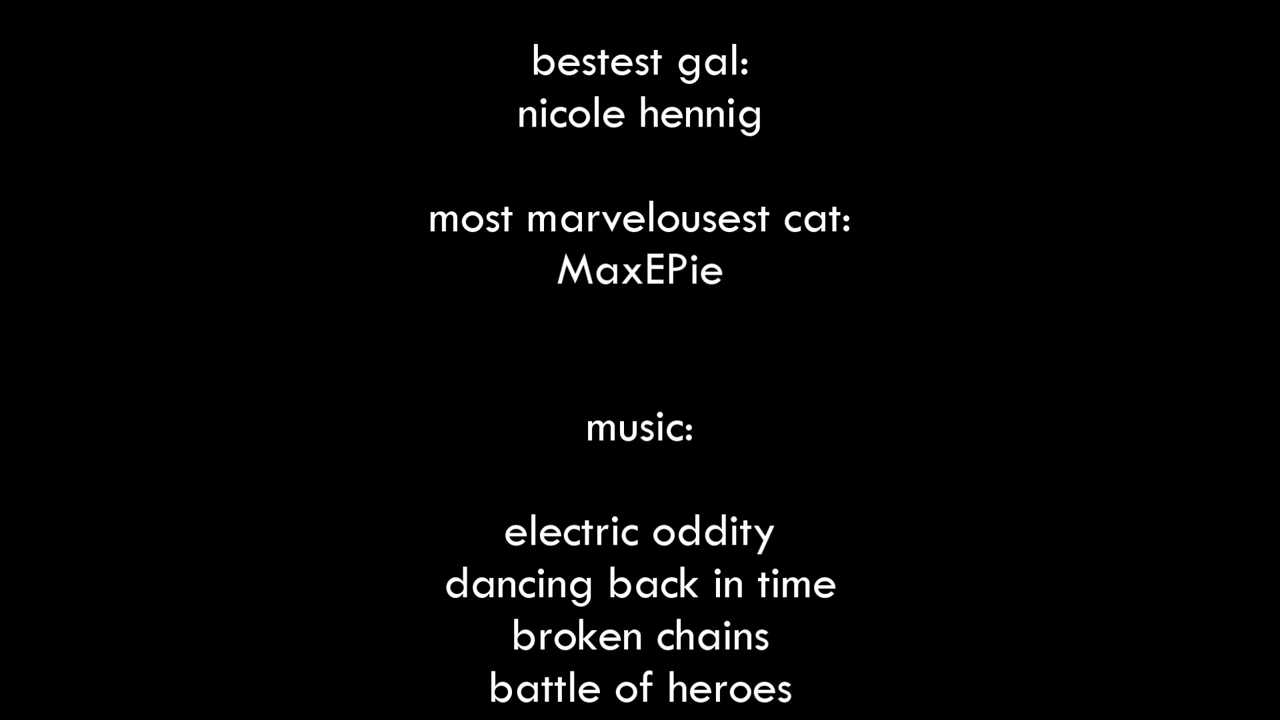 bestest gal:
nicole hennig
most marvelousest cat:
MaxEPie
music:
electric oddity
dancing back in time
broken chains
battle of heroes